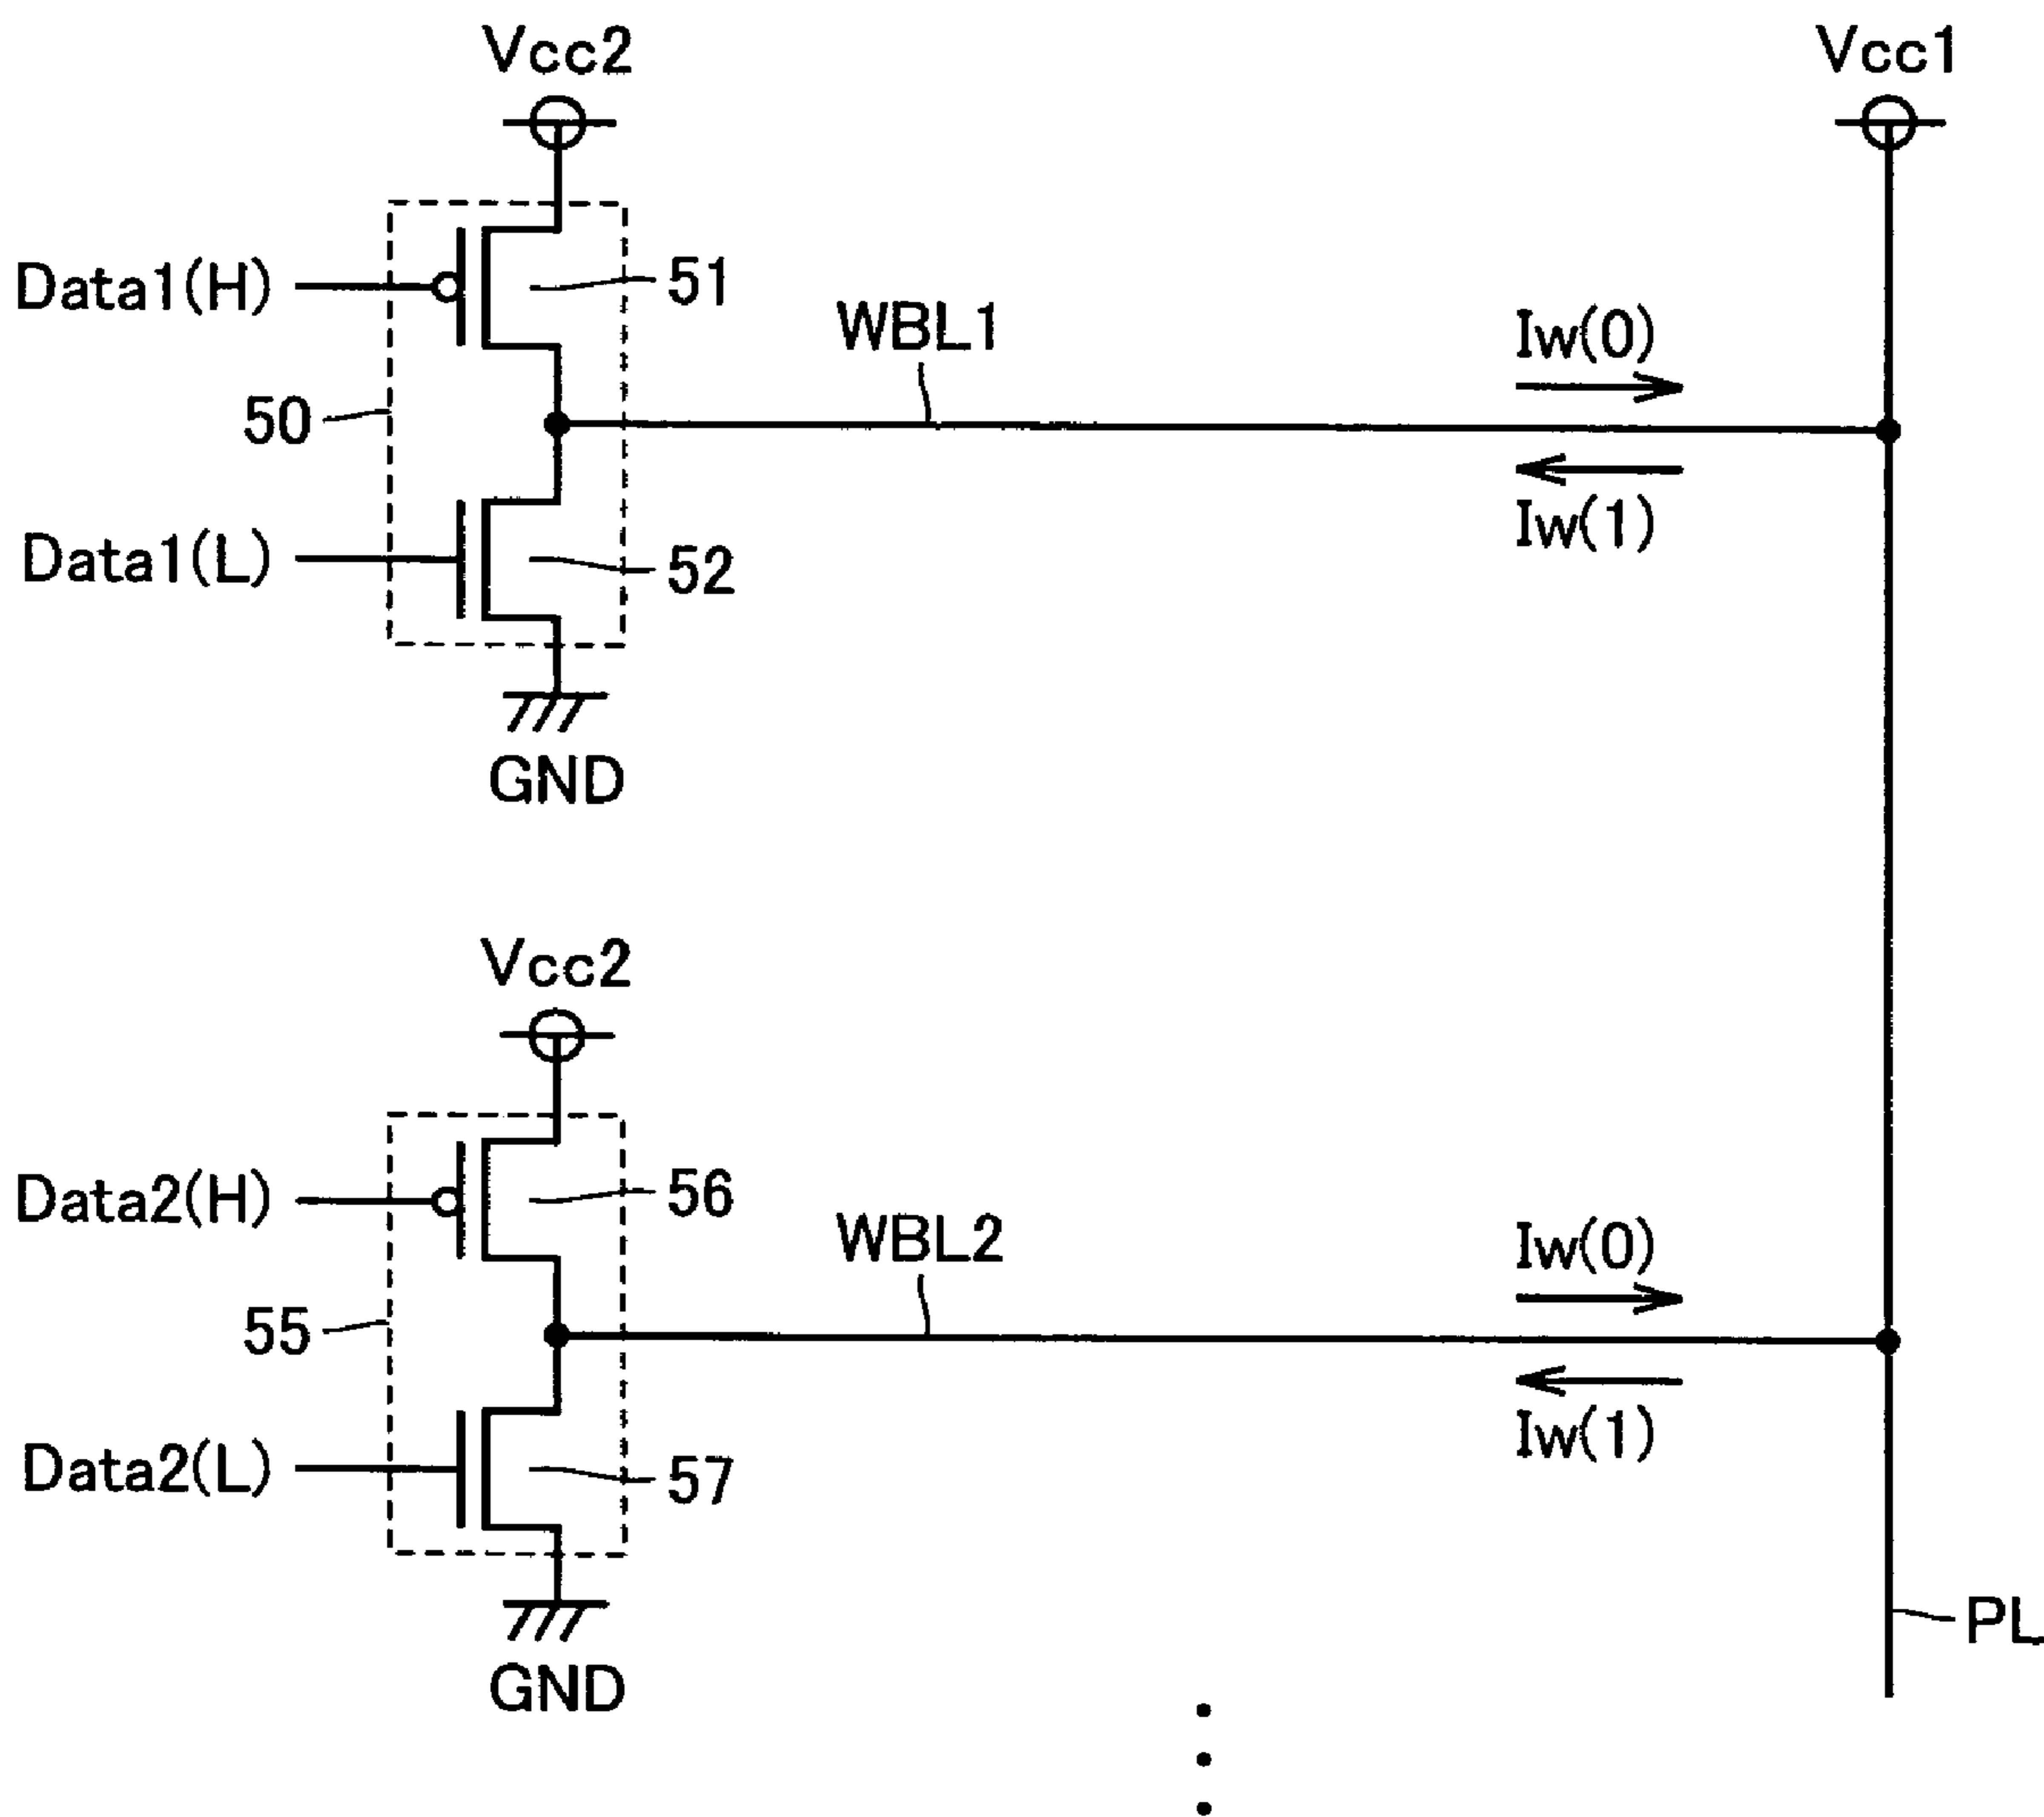 Vcc2
Vcc1
Data1(H)
51
WBL1
Iw(0)
50
Iw(1)
Data1(L)
52
GND
Vcc2
Data2(H)
56
WBL2
Iw(0)
55
Iw(1)
Data2(L)
57
PL
GND